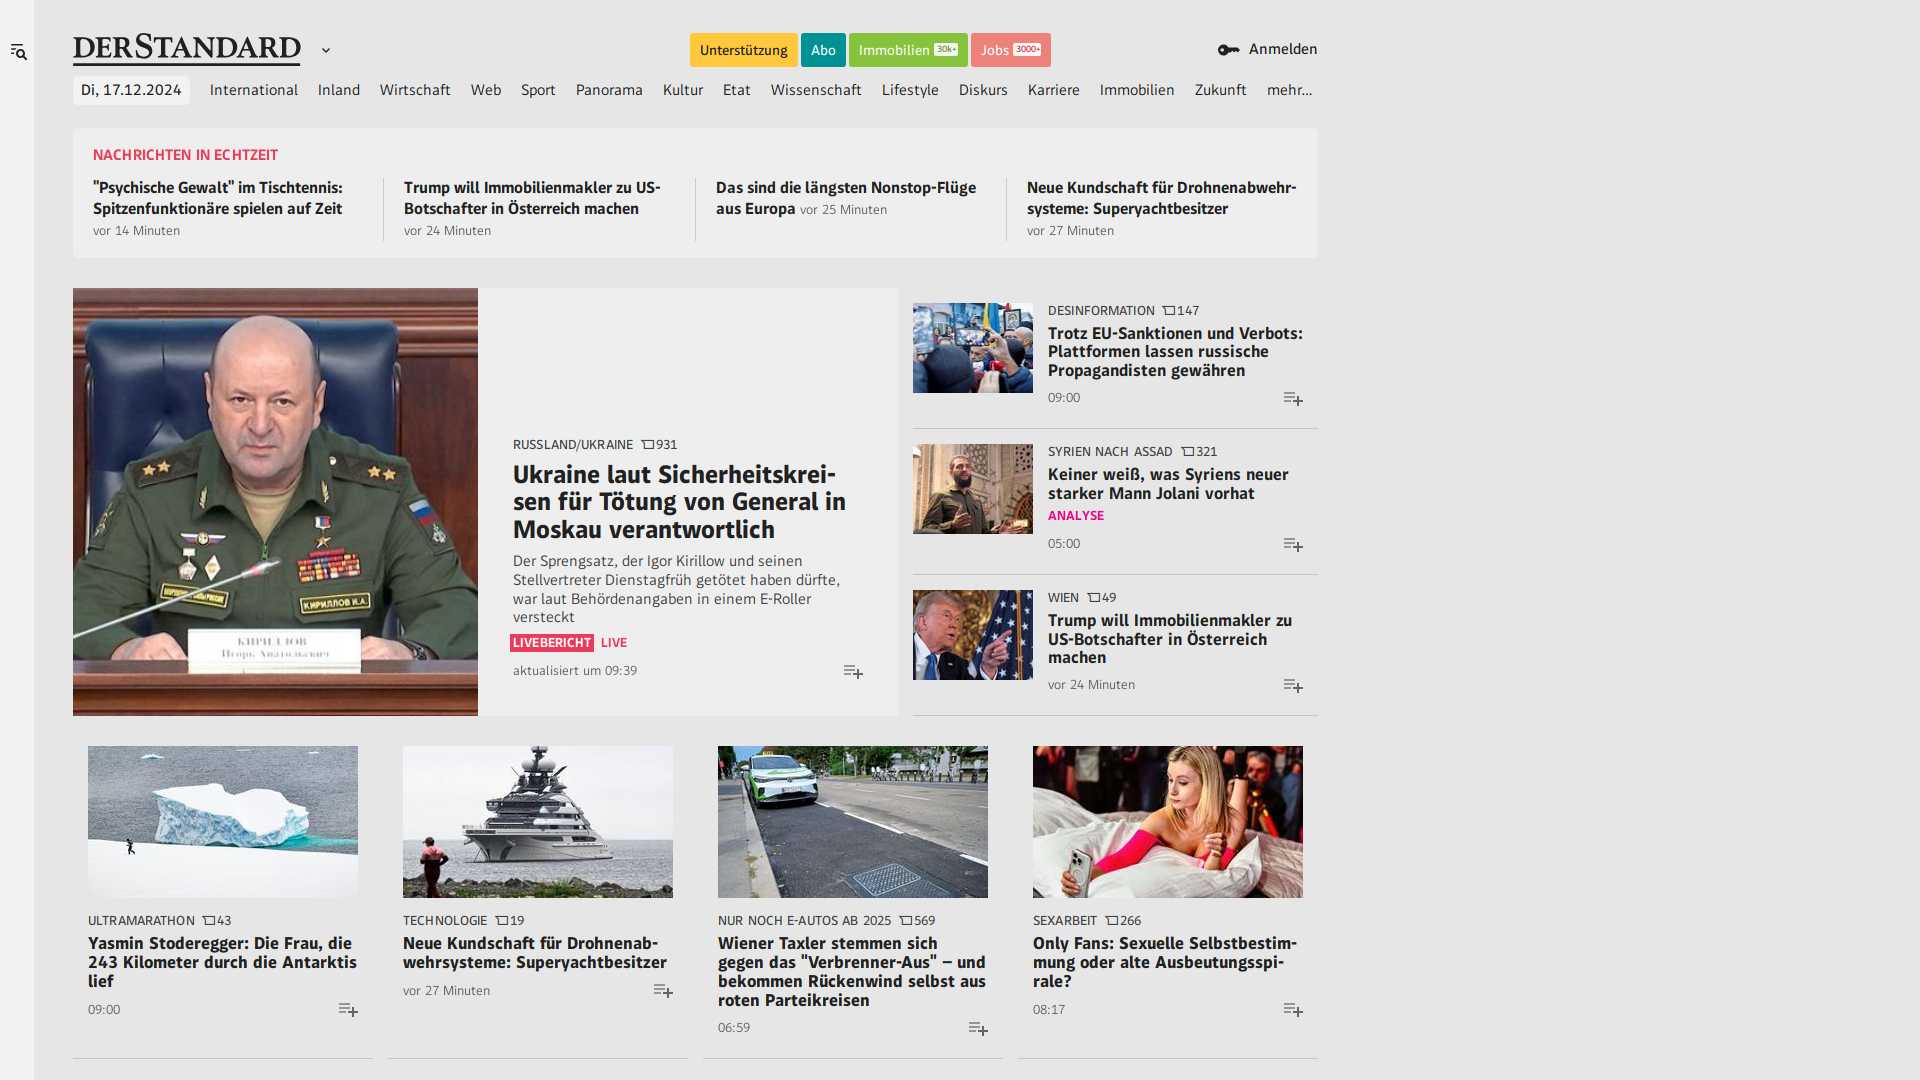 DERSTANDARD
Unterstützung
Abo
Immobilien 30k+
Jobs 3000+
Anmelden
Di, 17.12.2024
International
Inland
Wirtschaft
Web
Sport
Panorama
Kultur
Etat
Wissenschaft
Lifestyle
Diskurs
Karriere
Immobilien
Zukunft
mehr...
NACHRICHTEN IN ECHTZEIT
"Psychische Gewalt" im Tischtennis:
Spitzenfunktionäre spielen auf Zeit
vor 14 Minuten
Trump will Immobilienmakler zu US-
Botschafter in Österreich machen
vor 24 Minuten
Das sind die längsten Nonstop-Flüge
aus Europa vor 25 Minuten
Neue Kundschaft für Drohnenabwehr-
systeme: Superyachtbesitzer
vor 27 Minuten
КИРИЛЛОВ И.А.
КИРИЛЛОВ
Игорь Анатольевич
RUSSLAND/UKRAINE 931
Ukraine laut Sicherheitskrei-
sen für Tötung von General in
Moskau verantwortlich
Der Sprengsatz, der Igor Kirillow und seinen
Stellvertreter Dienstagfrüh getötet haben dürfte,
war laut Behördenangaben in einem E-Roller
versteckt
LIVEBERICHT LIVE
aktualisiert um 09:39
DESINFORMATION 147
Trotz EU-Sanktionen und Verbots:
Plattformen lassen russische
Propagandisten gewähren
09:00
SYRIEN NACH ASSAD 321
Keiner weiß, was Syriens neuer
starker Mann Jolani vorhat
ANALYSE
05:00
WIEN 49
Trump will Immobilienmakler zu
US-Botschafter in Österreich
machen
vor 24 Minuten
ULTRAMARATHON 43
Yasmin Stoderegger: Die Frau, die
243 Kilometer durch die Antarktis
lief
09:00
TECHNOLOGIE 19
Neue Kundschaft für Drohnenab-
wehrsysteme: Superyachtbesitzer
vor 27 Minuten
NUR NOCH E-AUTOS AB 2025 569
Wiener Taxler stemmen sich
gegen das "Verbrenner-Aus" – und
bekommen Rückenwind selbst aus
roten Parteikreisen
06:59
SEXARBEIT 266
Only Fans: Sexuelle Selbstbestim-
mung oder alte Ausbeutungsspi-
rale?
08:17